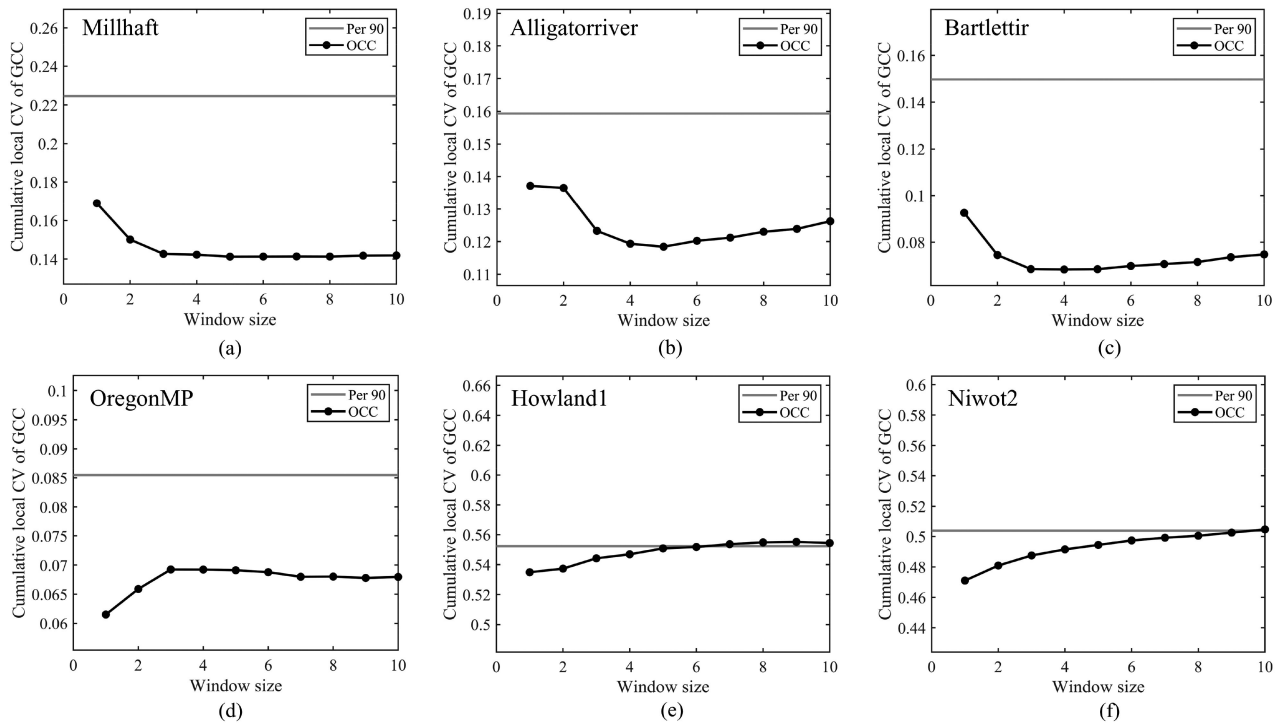 Millhaft
Per 90
OCC
Cumulative local CV of GCC
0.26
0.24
0.22
0.2
0.18
0.16
0.14
0 2 4 6 8 10
Window size
(a)
Alligatorriver
Per 90
OCC
Cumulative local CV of GCC
0.19
0.18
0.17
0.16
0.15
0.14
0.13
0.12
0.11
0 2 4 6 8 10
Window size
(b)
Bartlettir
Per 90
OCC
Cumulative local CV of GCC
0.16
0.14
0.12
0.1
0.08
0 2 4 6 8 10
Window size
(c)
OregonMP
Per 90
OCC
Cumulative local CV of GCC
0.1
0.095
0.09
0.085
0.08
0.075
0.07
0.065
0.06
0 2 4 6 8 10
Window size
(d)
Howland1
Per 90
OCC
Cumulative local CV of GCC
0.66
0.64
0.62
0.6
0.58
0.56
0.54
0.52
0.5
0 2 4 6 8 10
Window size
(e)
Niwot2
Per 90
OCC
Cumulative local CV of GCC
0.6
0.58
0.56
0.54
0.52
0.5
0.48
0.46
0.44
0 2 4 6 8 10
Window size
(f)